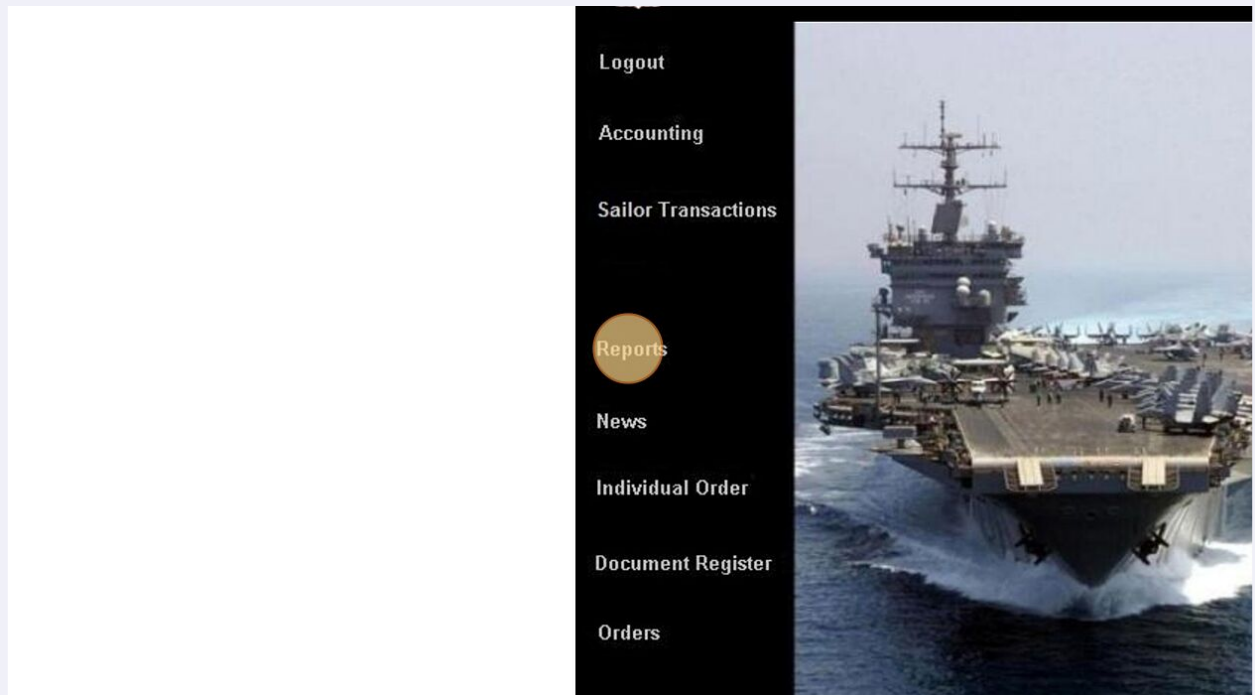 Logout
Accounting
Sailor Transactions
Reports
News
Individual Order
Document Register
Orders